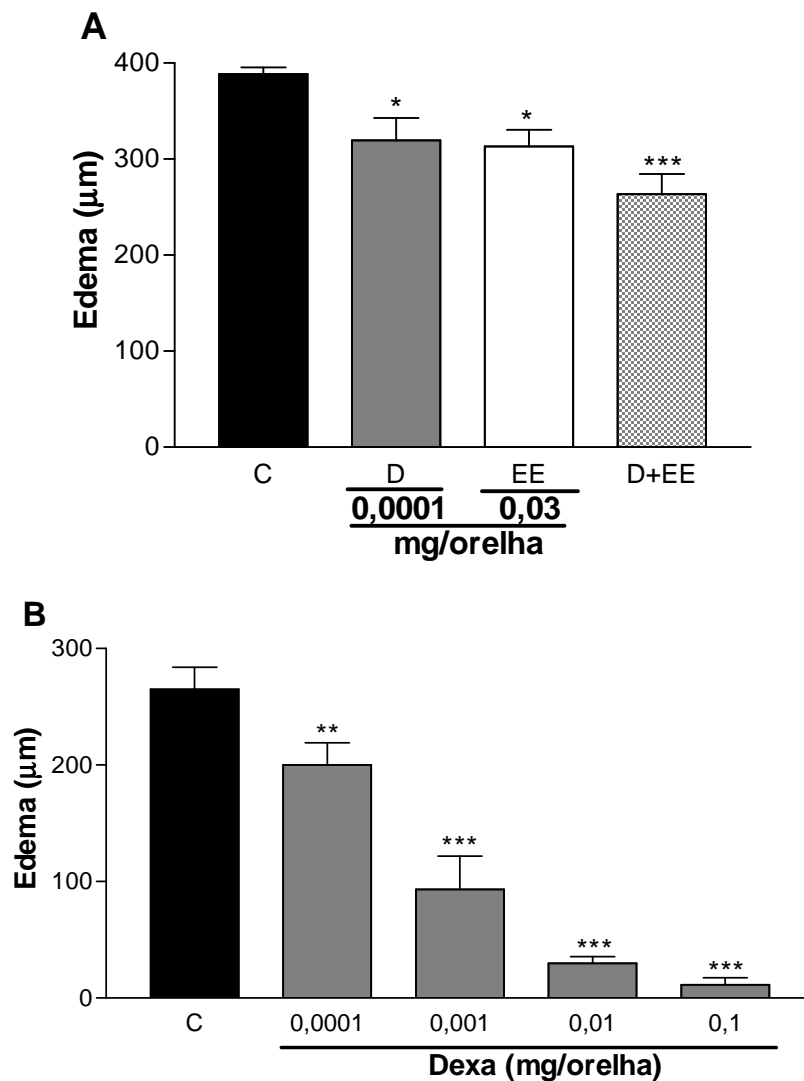 A
Edema (μm)
400
300
200
100
0
*
*
***
C
D
EE
D+EE
0,0001
0,03
mg/orelha
B
Edema (μm)
300
200
100
0
**
***
***
***
C
0,0001
0,001
0,01
0,1
Dexa (mg/orelha)